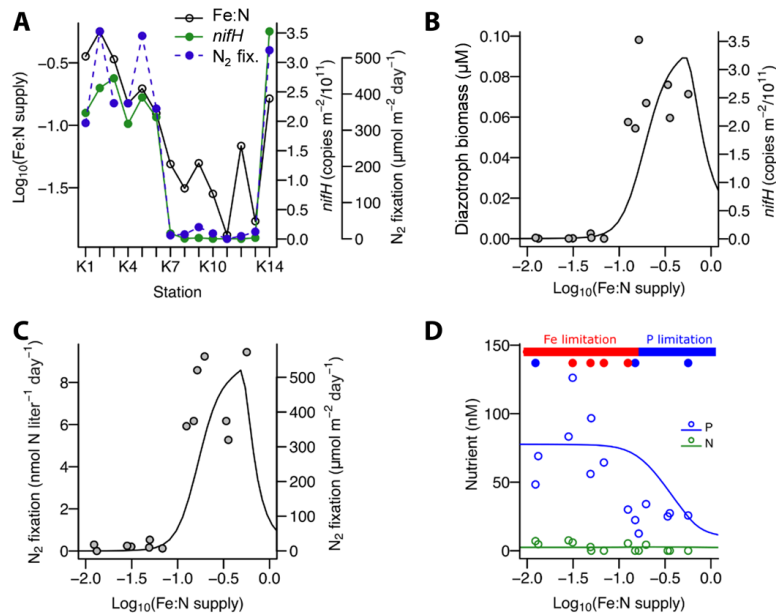 A
Fe:N
nifH
N₂ fix.
Log₁₀(Fe:N supply)
−0.5
−1.0
−1.5
3.5
3.0
2.5
2.0
1.5
1.0
0.5
0.0
nifH (copies m⁻²/10¹¹)
500
400
300
200
100
0
N₂ fixation (μmol m⁻² day⁻¹)
K1 K4 K7 K10 K14
Station
B
Diazotroph biomass (μM)
0.10
0.08
0.06
0.04
0.02
0.00
3.5
3.0
2.5
2.0
1.5
1.0
0.5
0.0
nifH (copies m⁻²/10¹¹)
−2.0 −1.5 −1.0 −0.5 0.0
Log₁₀(Fe:N supply)
C
N₂ fixation (nmol N liter⁻¹ day⁻¹)
8
6
4
2
0
500
400
300
200
100
0
N₂ fixation (μmol m⁻² day⁻¹)
−2.0 −1.5 −1.0 −0.5 0.0
Log₁₀(Fe:N supply)
D
Fe limitation P limitation
Nutrient (nM)
150
100
50
0
P
N
−2.0 −1.5 −1.0 −0.5 0.0
Log₁₀(Fe:N supply)